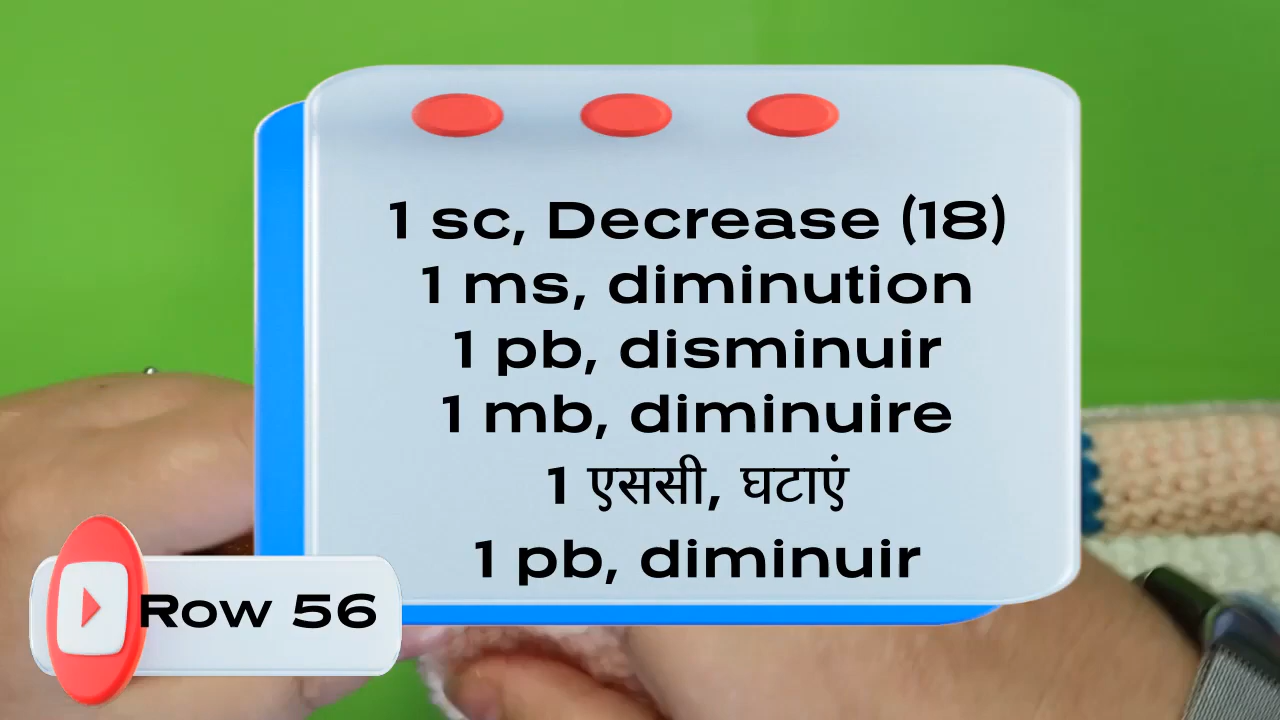 1 sc, Decrease (18)
1 ms, diminution
1 pb, disminuir
1 mb, diminuire
1 एससी, घटाएं
1 pb, diminuir
Row 56